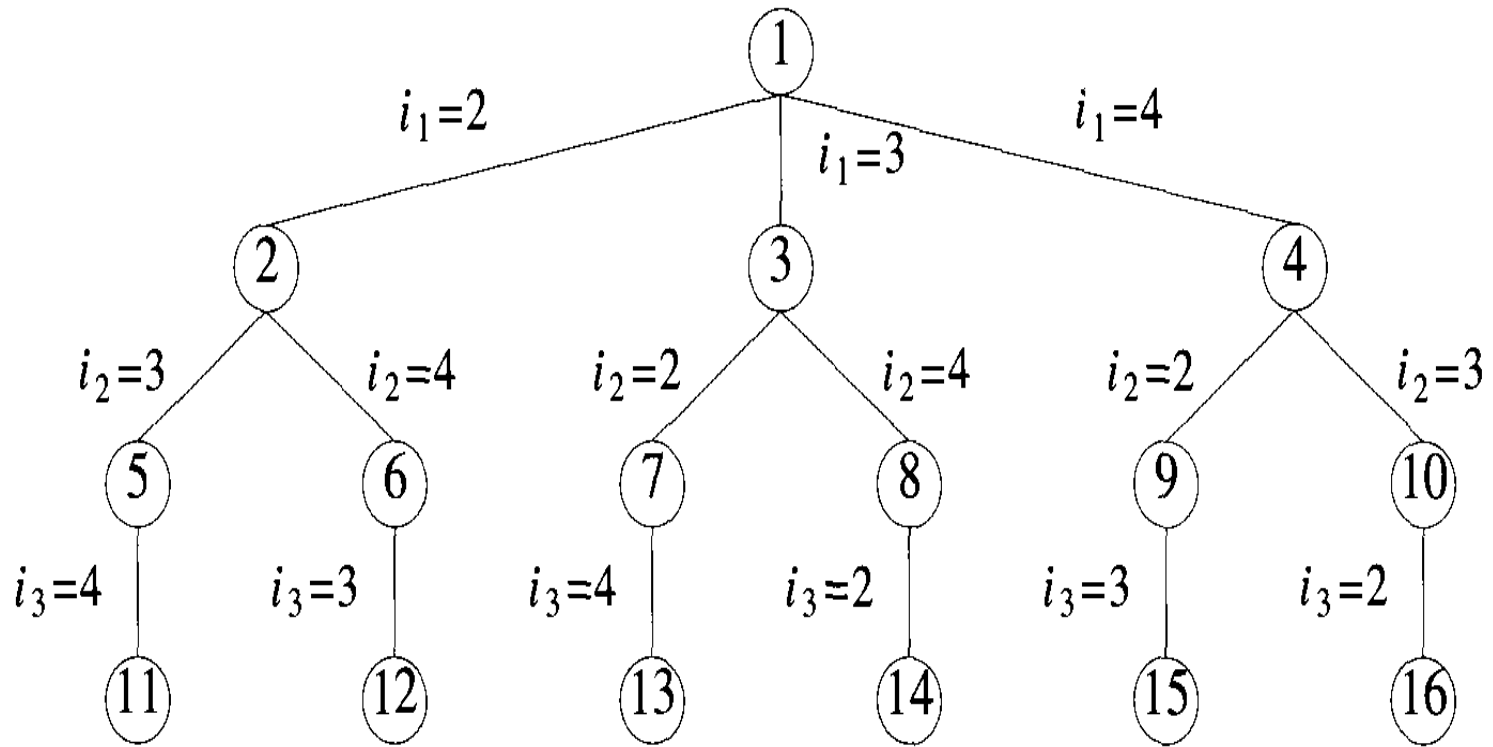 1
i₁=2 i₁=3 i₁=4
2 3 4
i₂=3 i₂=4 i₂=2 i₂=4 i₂=2 i₂=3
5 6 7 8 9 10
i₃=4 i₃=3 i₃=4 i₃=2 i₃=3 i₃=2
11 12 13 14 15 16